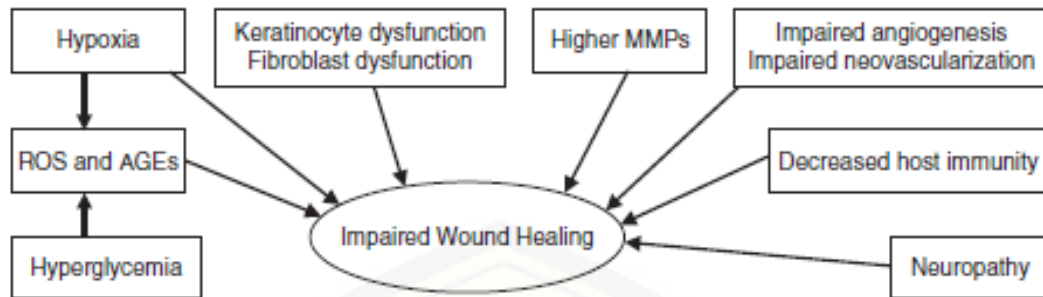 Hypoxia
Keratinocyte dysfunction
Fibroblast dysfunction
Higher MMPs
Impaired angiogenesis
Impaired neovascularization
ROS and AGEs
Decreased host immunity
Impaired Wound Healing
Hyperglycemia
Neuropathy